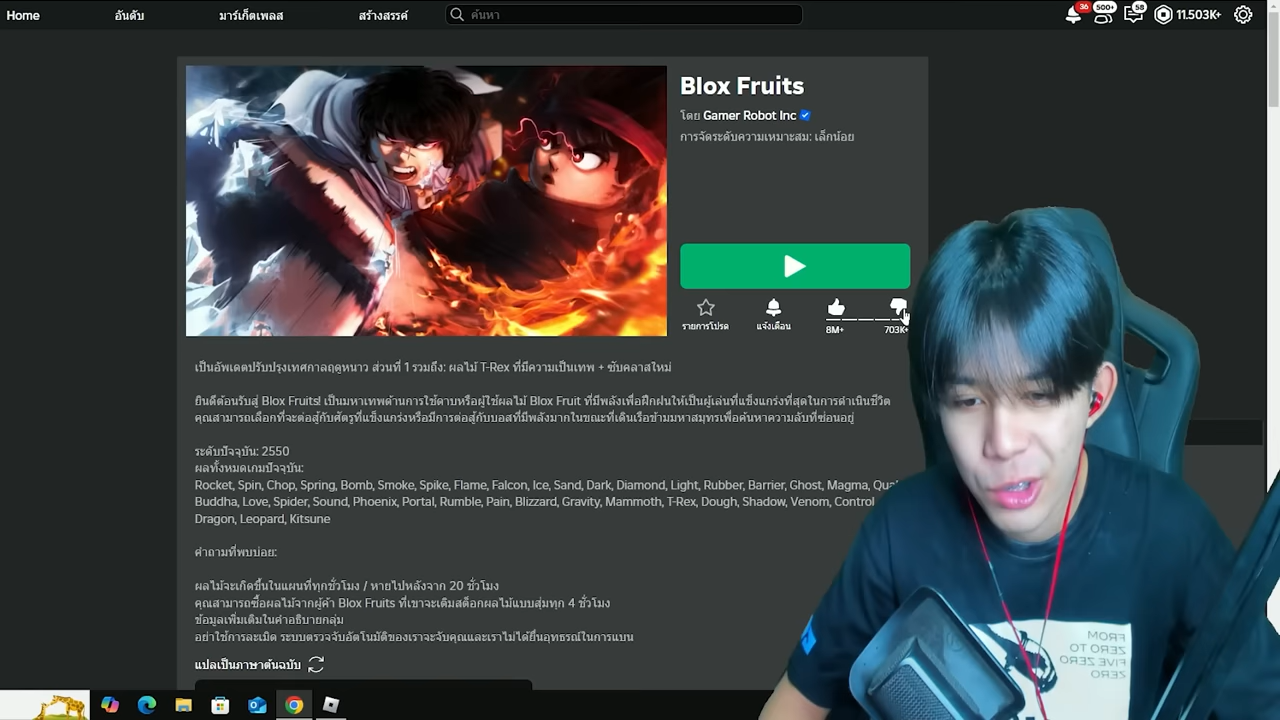 Home
อันดับ
มาร์เก็ตเพลส
สร้างสรรค์
ค้นหา
36
500+
58
11.503K+
Blox Fruits
โดย Gamer Robot Inc
การจัดระดับความเหมาะสม: เล็กน้อย
รายการโปรด
แจ้งเตือน
8M+
703K+
เป็นอัพเดตปรับปรุงเทศกาลฤดูหนาว ส่วนที่ 1 รวมถึง: ผลไม้ T-Rex ที่มีความเป็นเทพ + ซับคลาสใหม่
ยินดีต้อนรับสู่ Blox Fruits! เป็นมหาเทพด้านการใช้ดาบหรือผู้ใช้ผลไม้ Blox Fruit ที่มีพลังเพื่อฝึกฝนให้เป็นผู้เล่นที่แข็งแกร่งที่สุดในการดำเนินชีวิต
คุณสามารถเลือกที่จะต่อสู้กับศัตรูที่แข็งแกร่งหรือมีการต่อสู้กับบอสที่มีพลังมากในขณะที่เดินเรือข้ามมหาสมุทรเพื่อค้นหาความลับที่ซ่อนอยู่
ระดับปัจจุบัน: 2550
ผลทั้งหมดเกมปัจจุบัน:
Rocket, Spin, Chop, Spring, Bomb, Smoke, Spike, Flame, Falcon, Ice, Sand, Dark, Diamond, Light, Rubber, Barrier, Ghost, Magma,
Buddha, Love, Spider, Sound, Phoenix, Portal, Rumble, Pain, Blizzard, Gravity, Mammoth, T-Rex, Dough, Shadow, Venom, Control
Dragon, Leopard, Kitsune
คำถามที่พบบ่อย:
ผลไม้จะเกิดขึ้นในแผนที่ทุกชั่วโมง / หายไปหลังจาก 20 ชั่วโมง
คุณสามารถซื้อผลไม้จากผู้ค้า Blox Fruits ที่เขาจะเติมสต็อกผลไม้แบบสุ่มทุก 4 ชั่วโมง
ข้อมูลเพิ่มเติมในคำอธิบายกลุ่ม
อย่าใช้การละเมิด ระบบตรวจจับอัตโนมัติของเราจะจับคุณและเราไม่ได้ยื่นอุทธรณ์ในการแบน
แปลเป็นภาษาต้นฉบับ
FROM
ZERO TO
FIVE ZERO
ZERO